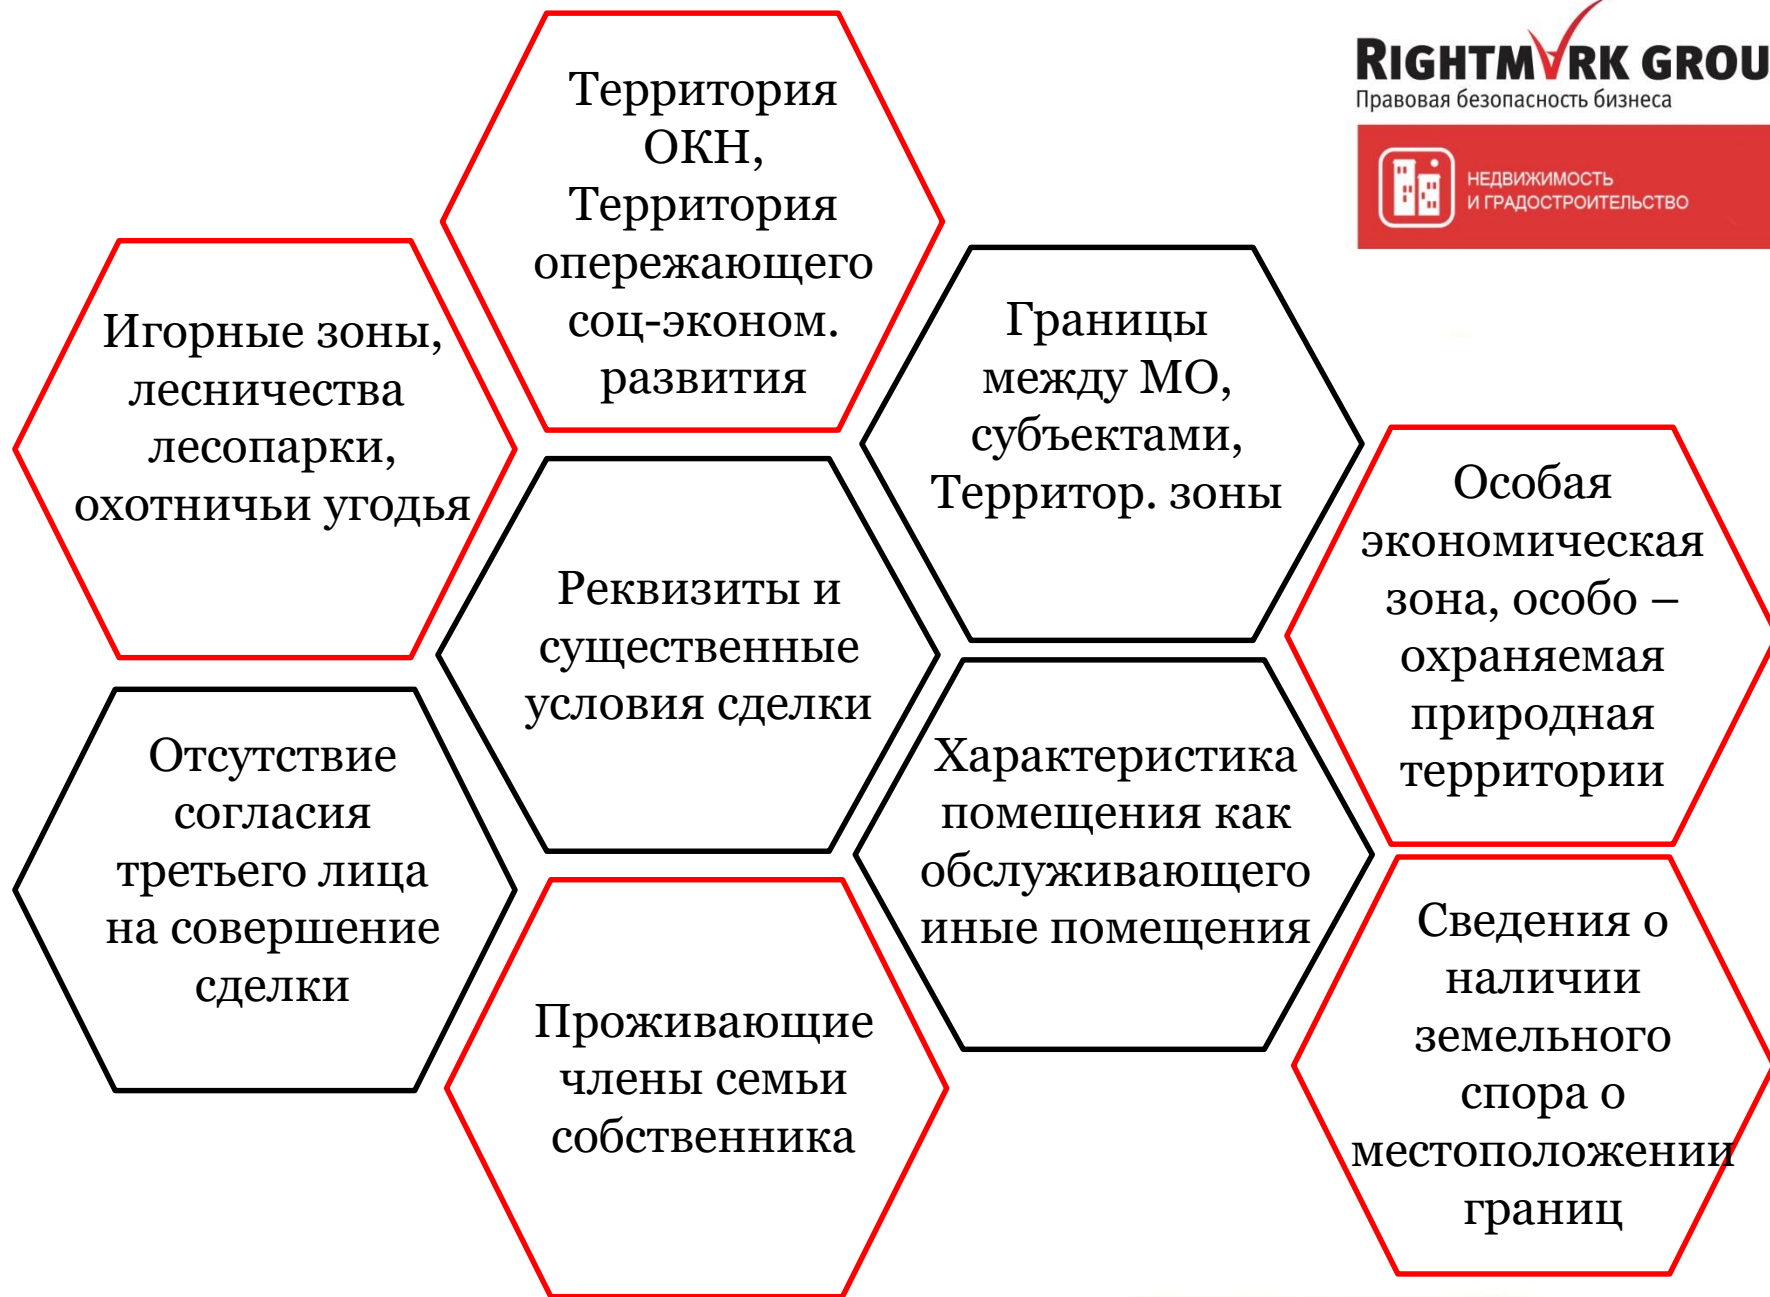 RIGHTMARK GROU
Правовая безопасность бизнеса
НЕДВИЖИМОСТЬ
И ГРАДОСТРОИТЕЛЬСТВО
Территория
ОКН,
Территория
опережающего
соц-эконом.
развития
Игорные зоны,
лесничества
лесопарки,
охотничьи угодья
Границы
между МО,
субъектами,
Территор. зоны
Особая
экономическая
зона, особо –
охраняемая
природная
территории
Реквизиты и
существенные
условия сделки
Отсутствие
согласия
третьего лица
на совершение
сделки
Характеристика
помещения как
обслуживающего
иные помещения
Сведения о
наличии
земельного
спора о
местоположении
границ
Проживающие
члены семьи
собственника